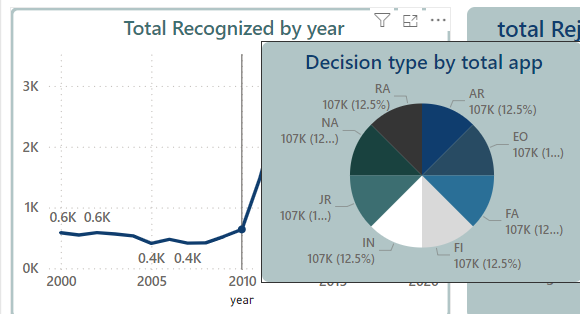 Total Recognized by year
total Rej
Decision type by total app
3K
2K
1K
0K
0.6K 0.6K
0.4K 0.4K
2000
2005
2010
year
RA
107K (12.5%)
AR
107K (12.5%)
NA
107K (12...)
EO
107K (1...)
JR
107K (1...)
FA
107K (12...)
IN
107K (12.5%)
FI
107K (12.5%)